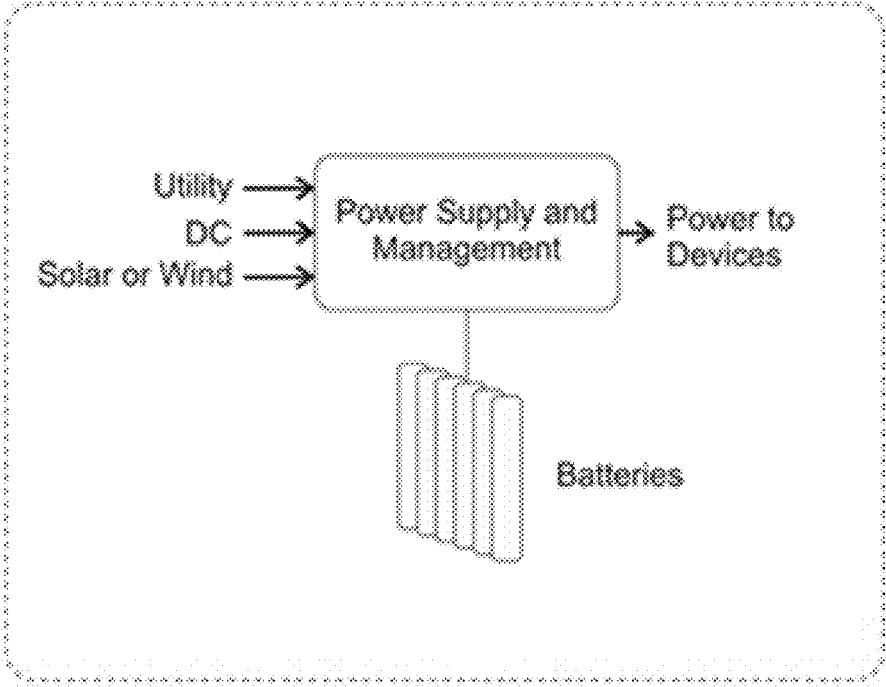 Utility
DC
Solar or Wind
Power Supply and
Management
Power to
Devices
Batteries